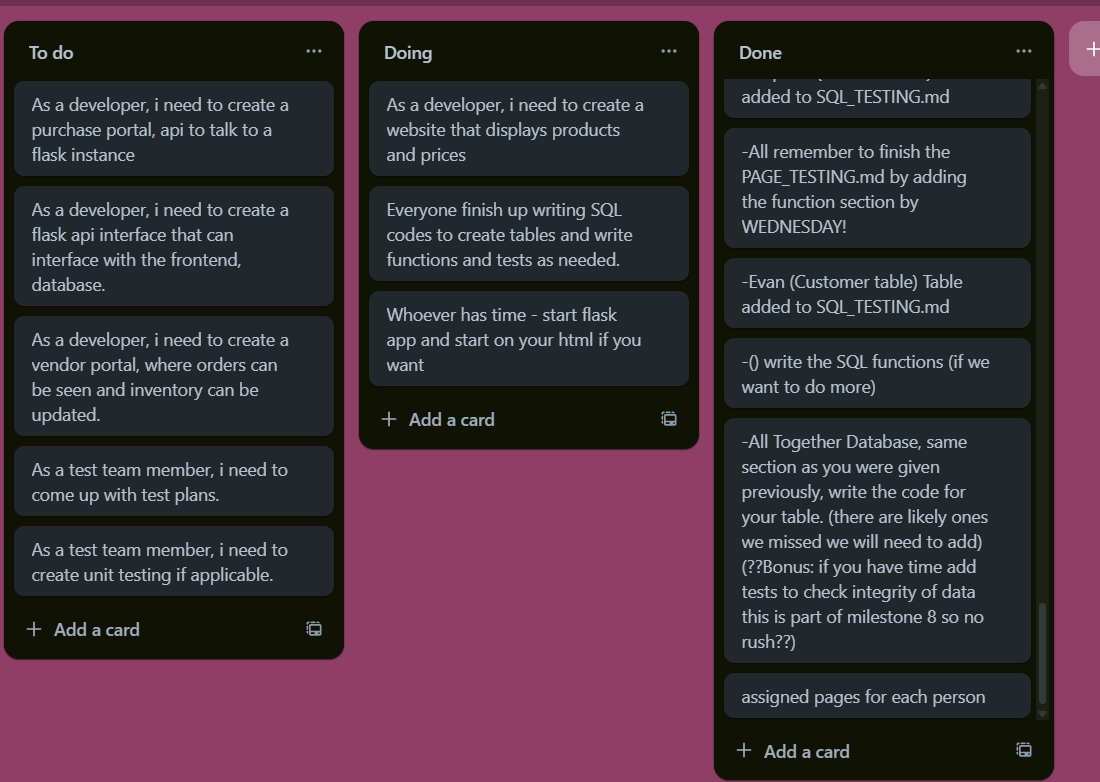 To do
As a developer, i need to create a
purchase portal, api to talk to a
flask instance
As a developer, i need to create a
flask api interface that can
interface with the frontend,
database.
As a developer, i need to create a
vendor portal, where orders can
be seen and inventory can be
updated.
As a test team member, i need to
come up with test plans.
As a test team member, i need to
create unit testing if applicable.
Add a card
Doing
As a developer, i need to create a
website that displays products
and prices
Everyone finish up writing SQL
codes to create tables and write
functions and tests as needed.
Whoever has time - start flask
app and start on your html if you
want
Add a card
Done
added to SQL_TESTING.md
-All remember to finish the
PAGE_TESTING.md by adding
the function section by
WEDNESDAY!
-Evan (Customer table) Table
added to SQL_TESTING.md
-() write the SQL functions (if we
want to do more)
-All Together Database, same
section as you were given
previously, write the code for
your table. (there are likely ones
we missed we will need to add)
(??Bonus: if you have time add
tests to check integrity of data
this is part of milestone 8 so no
rush??)
assigned pages for each person
Add a card